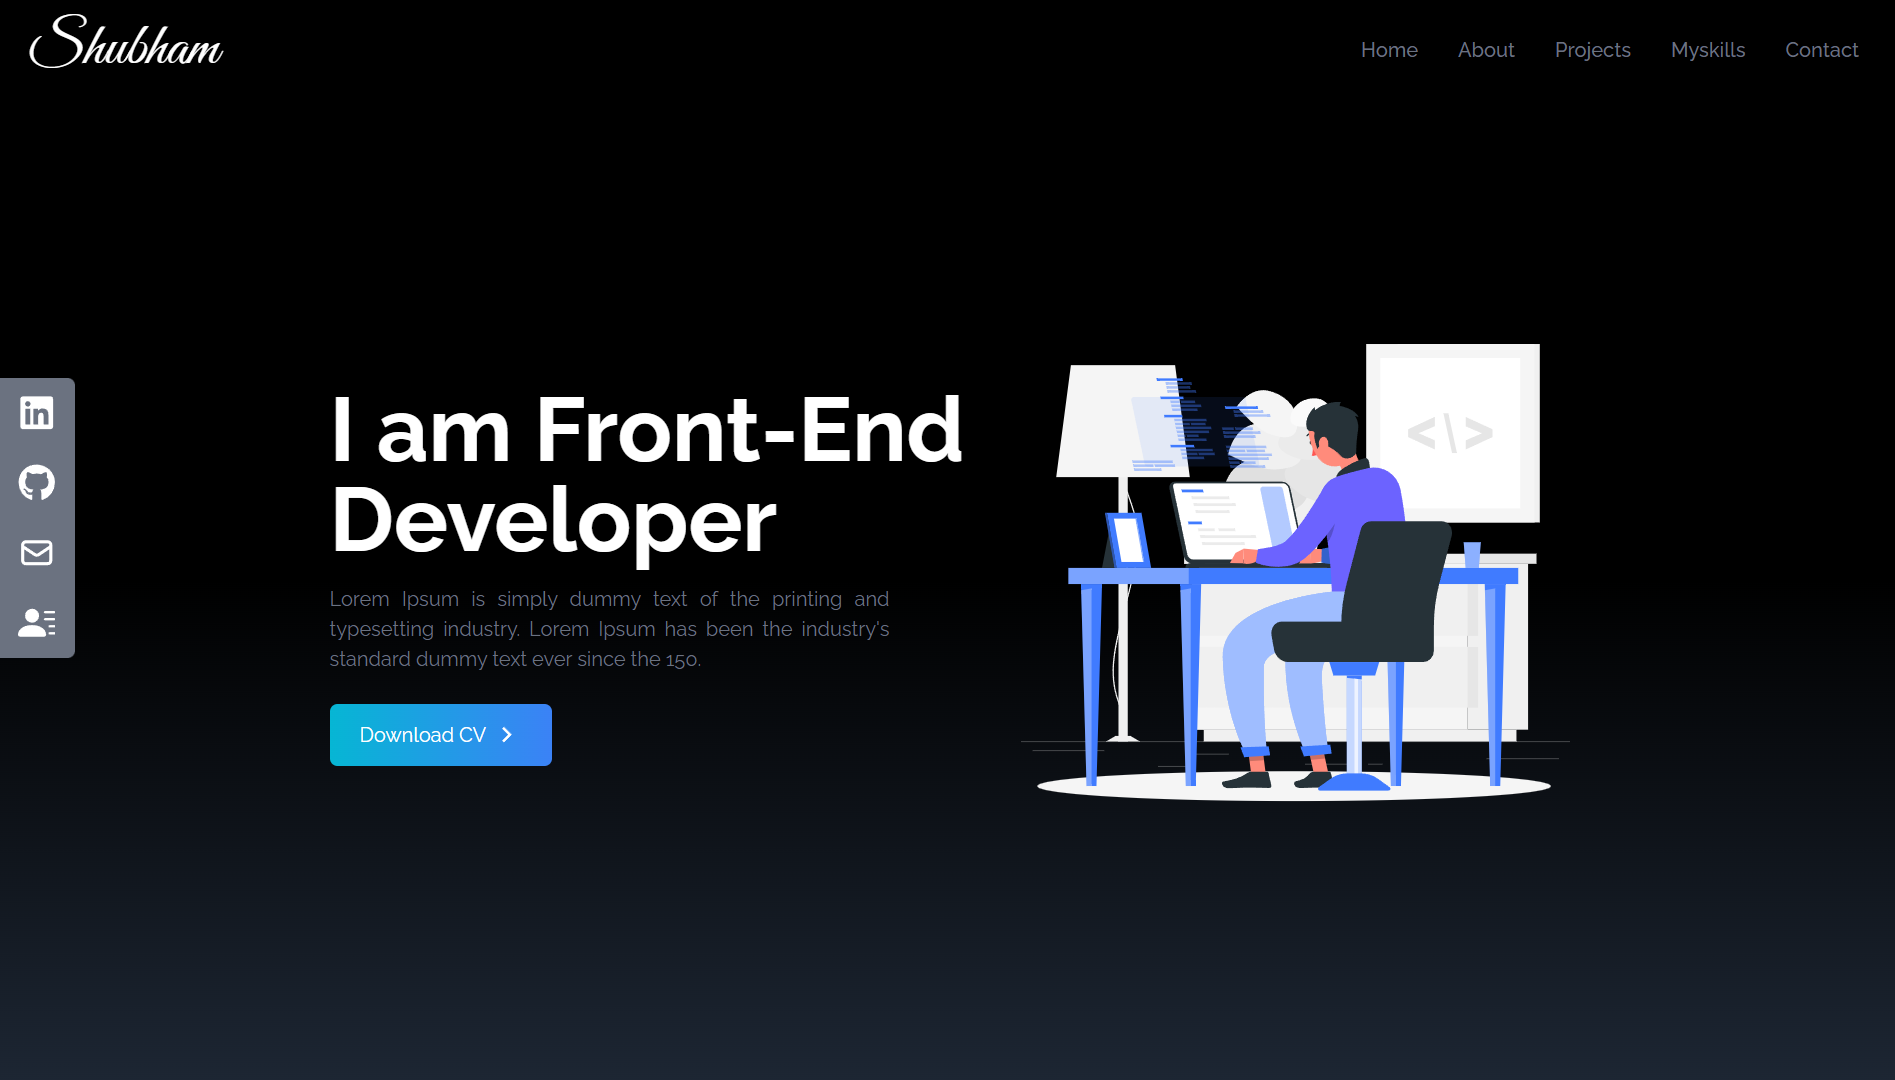 Shubham
Home About Projects Myskills Contact
I am Front-End
Developer
Lorem Ipsum is simply dummy text of the printing and
typesetting industry. Lorem Ipsum has been the industry's
standard dummy text ever since the 150.
Download CV
in
<\>